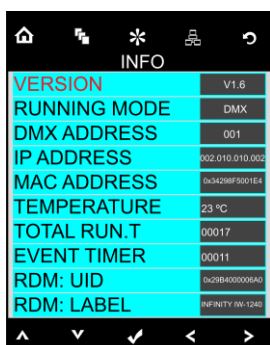 INFO
VERSION V1.6
RUNNING MODE DMX
DMX ADDRESS 001
IP ADDRESS 002.010.010.002
MAC ADDRESS 0x34298F5001E4
TEMPERATURE 23 ºC
TOTAL RUN.T 00017
EVENT TIMER 00011
RDM: UID 0x29B4000006A0
RDM: LABEL INFINITY IW-1240